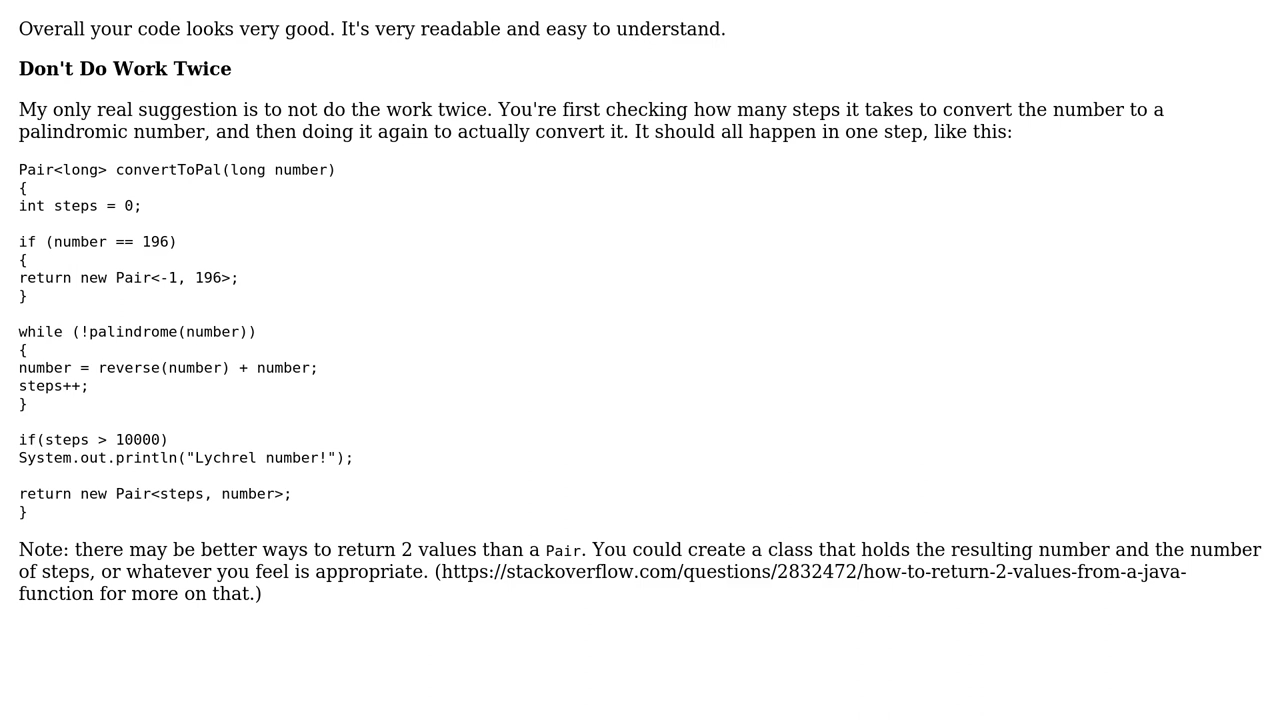 Overall your code looks very good. It's very readable and easy to understand.
Don't Do Work Twice
My only real suggestion is to not do the work twice. You're first checking how many steps it takes to convert the number to a
palindromic number, and then doing it again to actually convert it. It should all happen in one step, like this:
Pair<long> convertToPal(long number)
{
int steps = 0;
if (number == 196)
{
return new Pair<-1, 196>;
}
while (!palindrome(number))
{
number = reverse(number) + number;
steps++;
}
if(steps > 10000)
System.out.println("Lychrel number!");
return new Pair<steps, number>;
}
Note: there may be better ways to return 2 values than a Pair. You could create a class that holds the resulting number and the number
of steps, or whatever you feel is appropriate. (https://stackoverflow.com/questions/2832472/how-to-return-2-values-from-a-java-
function for more on that.)